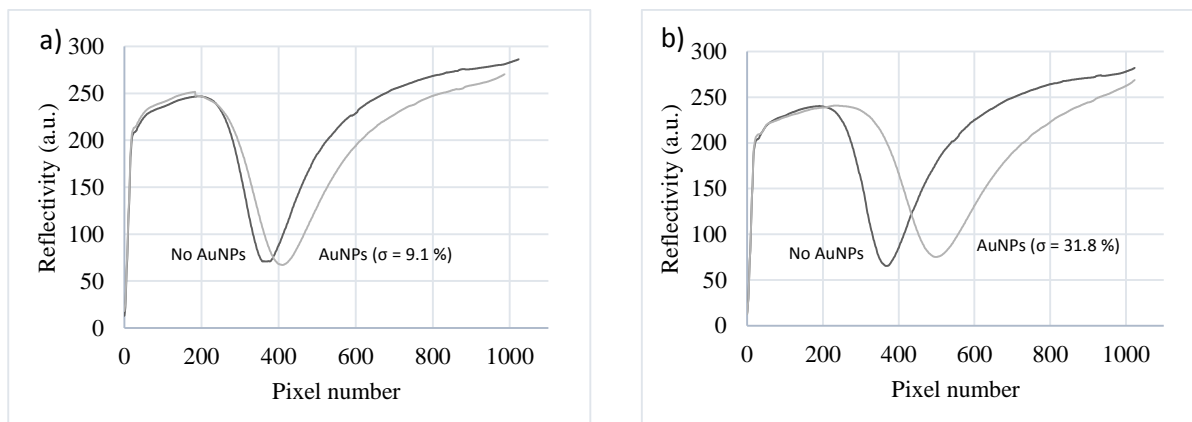 a)
300
250
200
150
100
50
0
Reflectivity (a.u.)
No AuNPs
AuNPs (σ = 9.1 %)
0 200 400 600 800 1000
Pixel number
b)
300
250
200
150
100
50
0
Reflectivity (a.u.)
No AuNPs
AuNPs (σ = 31.8 %)
0 200 400 600 800 1000
Pixel number